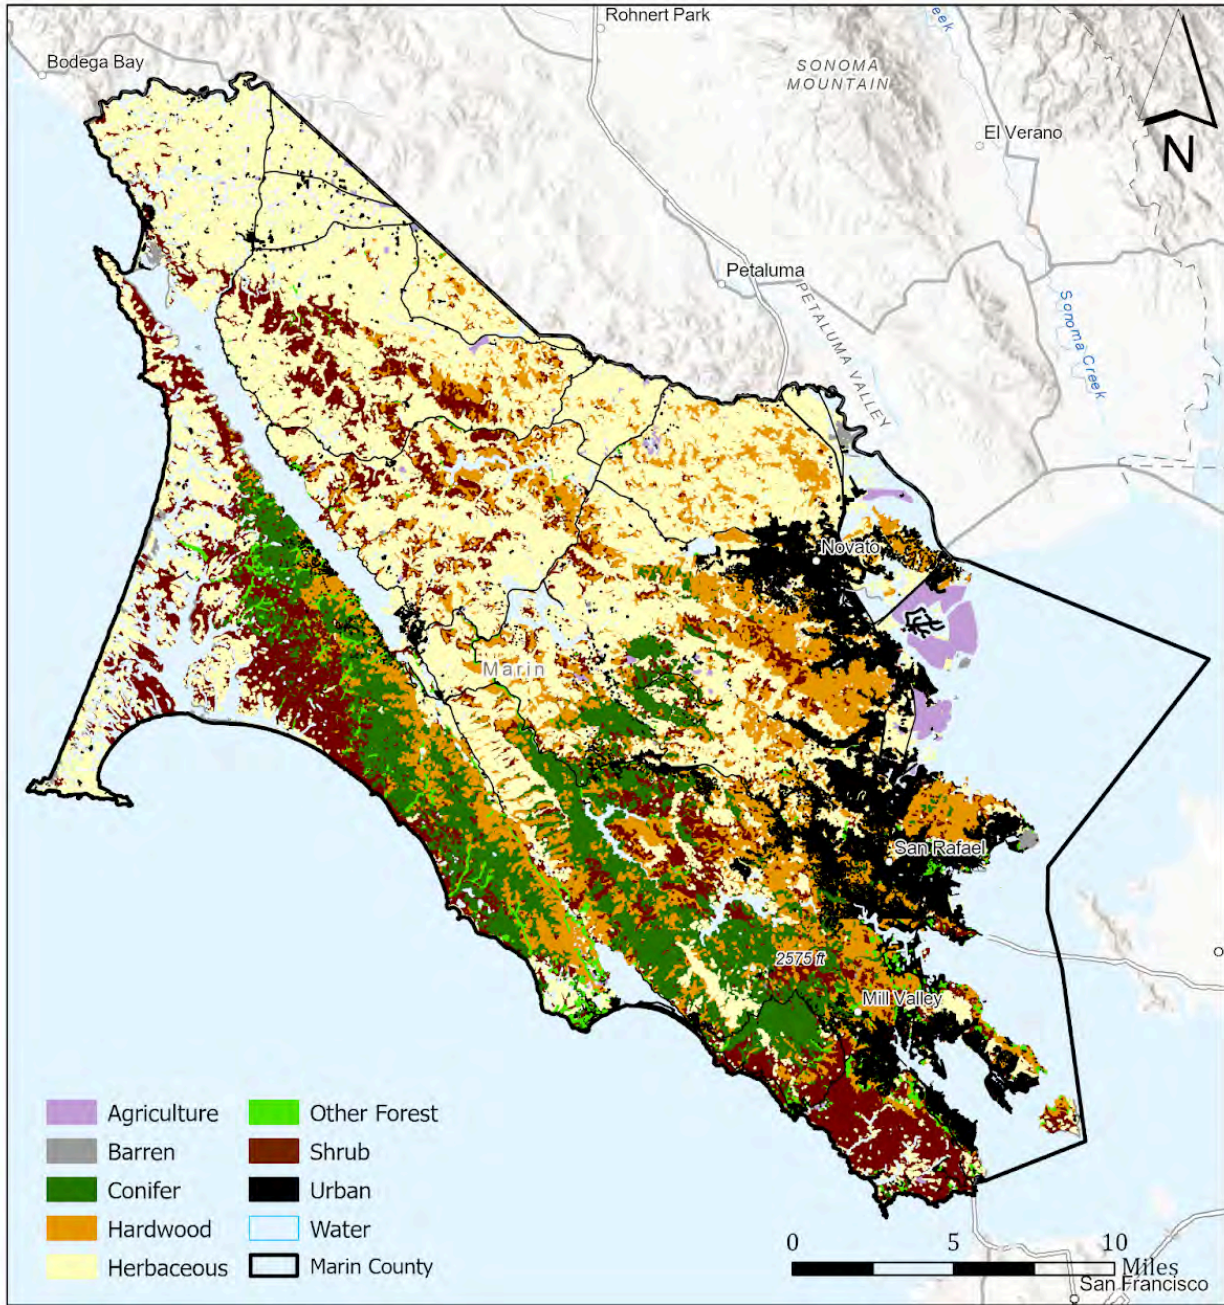 Rohnert Park
Creek
Bodega Bay
SONOMA
MOUNTAIN
El Verano
N
Petaluma
PETALUMA VALLEY
Sonoma Creek
Novato
Marin
San Rafael
2575 ft
Mill Valley
Agriculture
Other Forest
Barren
Shrub
Conifer
Urban
Hardwood
Water
Herbaceous
Marin County
0 5 10
Miles
San Francisco